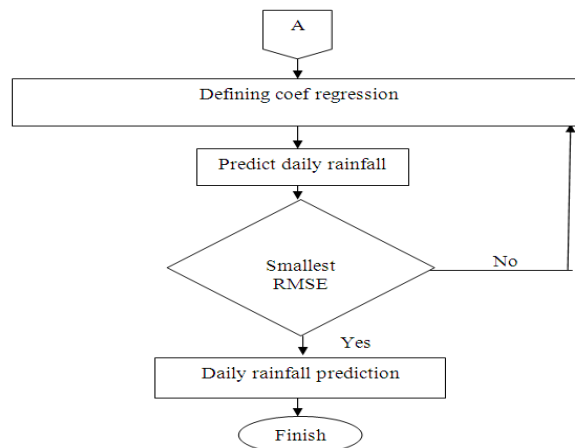 A
Defining coef regression
Predict daily rainfall
Smallest
RMSE
No
Yes
Daily rainfall prediction
Finish